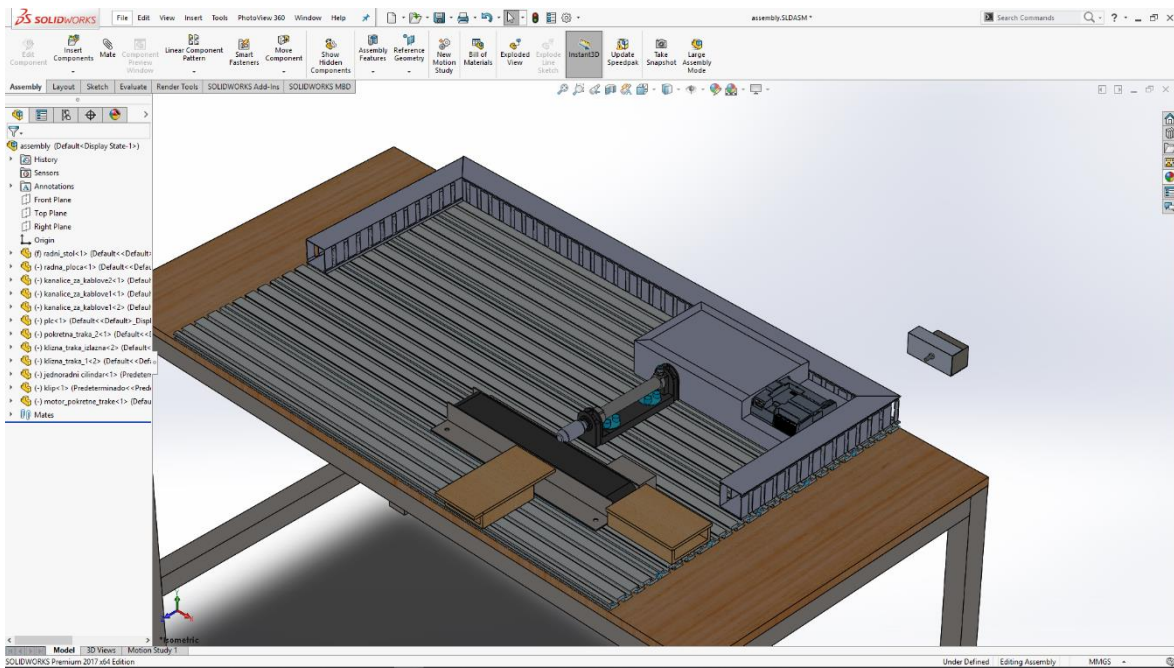 SOLIDWORKS File Edit View Insert Tools PhotoView 360 Window Help assembly.SLDASM * Search Commands
Edit Component
Insert Components
Mate
Component Preview Window
Linear Component Pattern
Smart Fasteners
Move Component
Show Hidden Components
Assembly Features
Reference Geometry
New Motion Study
Bill of Materials
Exploded View
Explode Line Sketch
Instant3D
Update Speedpak
Take Snapshot
Large Assembly Mode
Assembly Layout Sketch Evaluate Render Tools SOLIDWORKS Add-Ins SOLIDWORKS MBD
assembly (Default<Display State-1>)
History
Sensors
Annotations
Front Plane
Top Plane
Right Plane
Origin
(f) radni_stol<1> (Default<<Default>
(-) radna_ploca<1> (Default<<Defau
(-) kanalice_za_kablove2<1> (Defaul
(-) kanalice_za_kablove1<1> (Defaul
(-) kanalice_za_kablove1<2> (Defaul
(-) plc<1> (Default<<Default>_Displ
(-) pokretna_traka_2<1> (Default<<D
(-) klizna_traka_izlazna<2> (Default<
(-) klizna_traka_1<2> (Default<<Defa
(-) jednoradni cilindar<1> (Predeterm
(-) klip<1> (Predeterminado<<Prede
(-) motor_pokretne_trake<1> (Defau
Mates
*Isometric
Model 3D Views Motion Study 1
SOLIDWORKS Premium 2017 x64 Edition Under Defined Editing Assembly MMGS